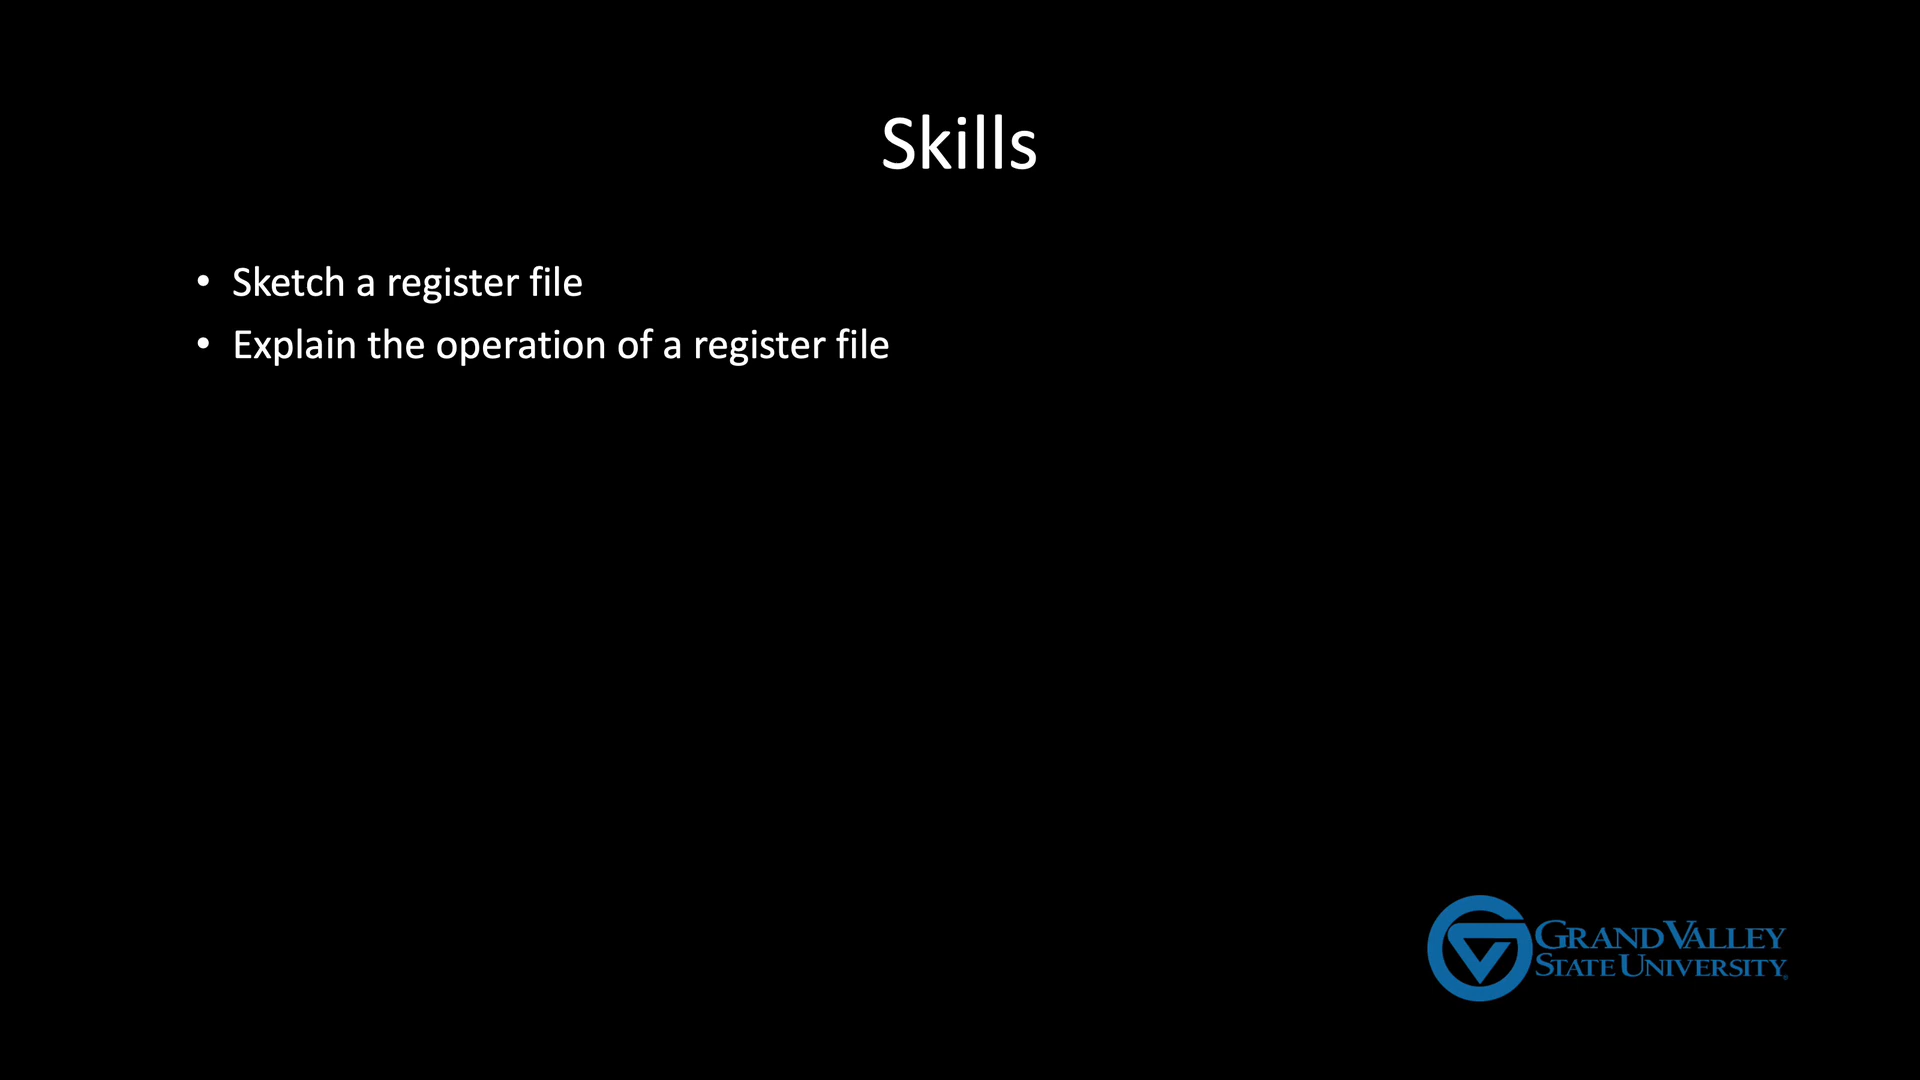 Skills
• Sketch a register file
• Explain the operation of a register file
GRAND VALLEY
STATE UNIVERSITY